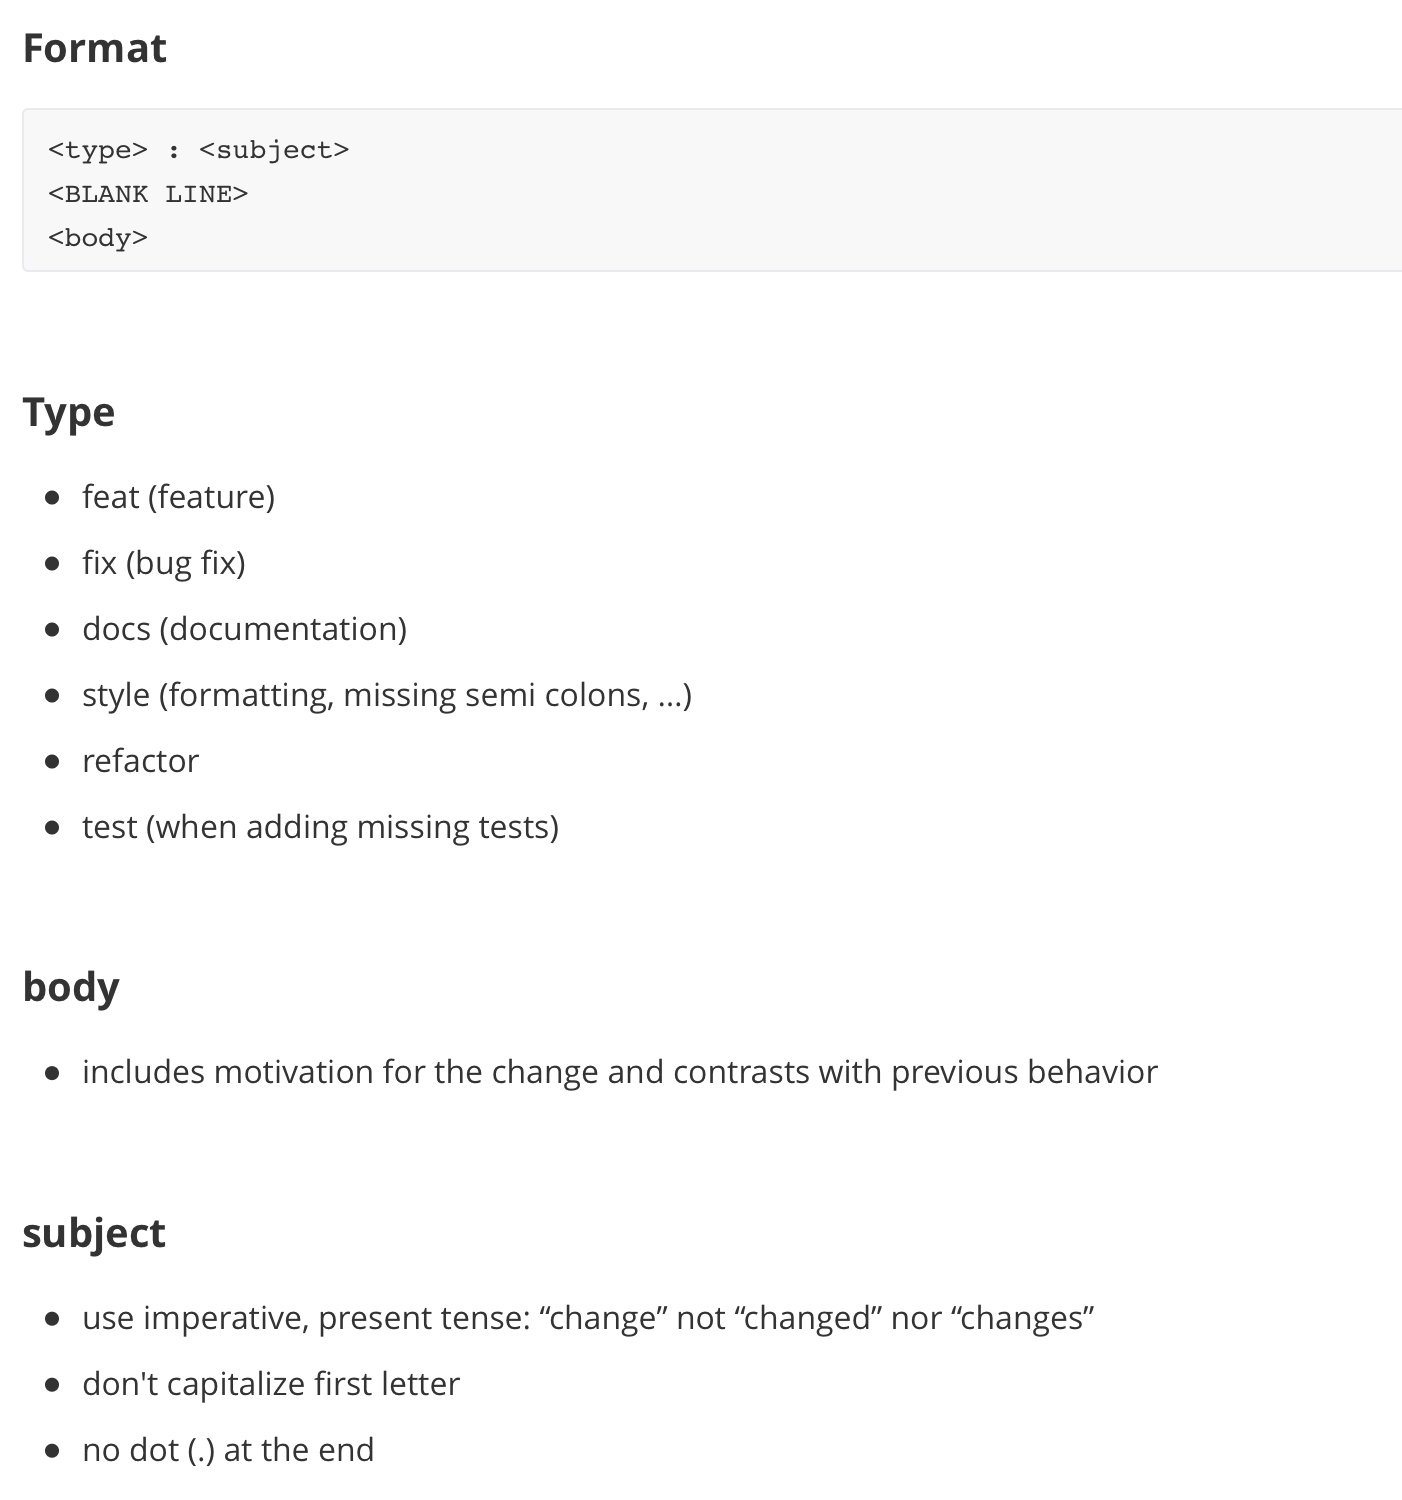 Format
<type> : <subject>
<BLANK LINE>
<body>
Type
• feat (feature)
• fix (bug fix)
• docs (documentation)
• style (formatting, missing semi colons, …)
• refactor
• test (when adding missing tests)
body
• includes motivation for the change and contrasts with previous behavior
subject
• use imperative, present tense: “change” not “changed” nor “changes”
• don't capitalize first letter
• no dot (.) at the end